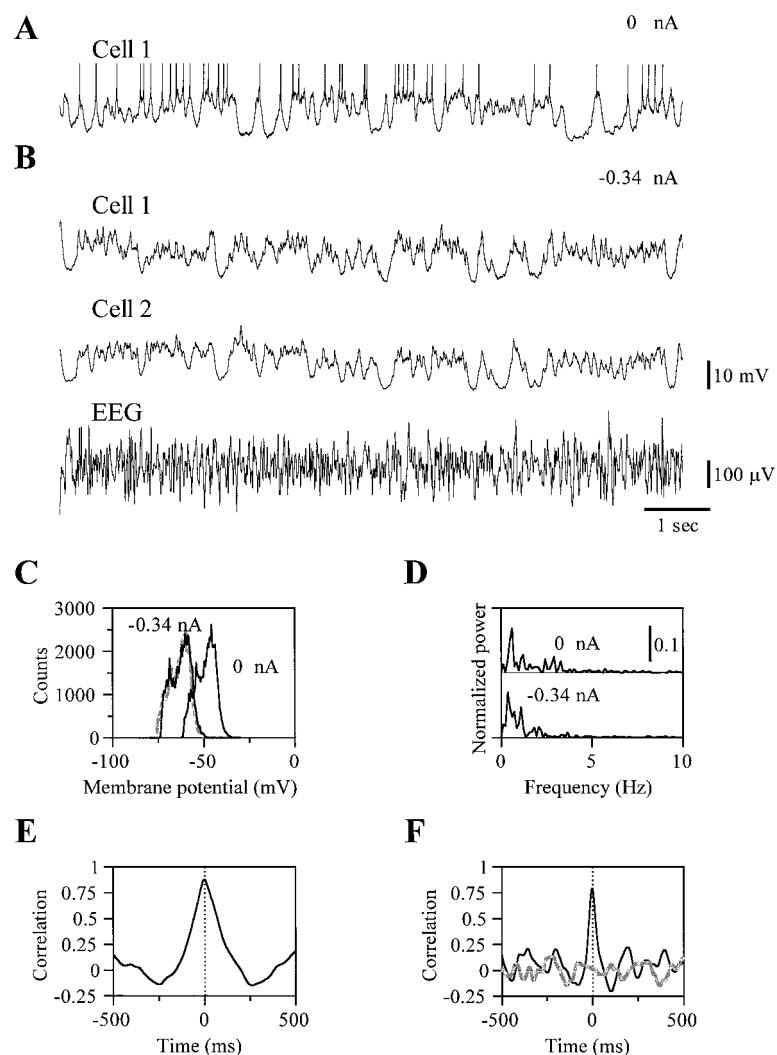 A
0 nA
Cell 1
B
-0.34 nA
Cell 1
Cell 2
10 mV
EEG
100 µV
1 sec
C
3000
2000
1000
0
Counts
-0.34 nA
0 nA
-100
-50
0
Membrane potential (mV)
D
Normalized power
0 nA
0.1
-0.34 nA
0
5
10
Frequency (Hz)
E
1
0.75
0.5
0.25
0
-0.25
Correlation
-500
0
500
Time (ms)
F
1
0.75
0.5
0.25
0
-0.25
Correlation
-500
0
500
Time (ms)